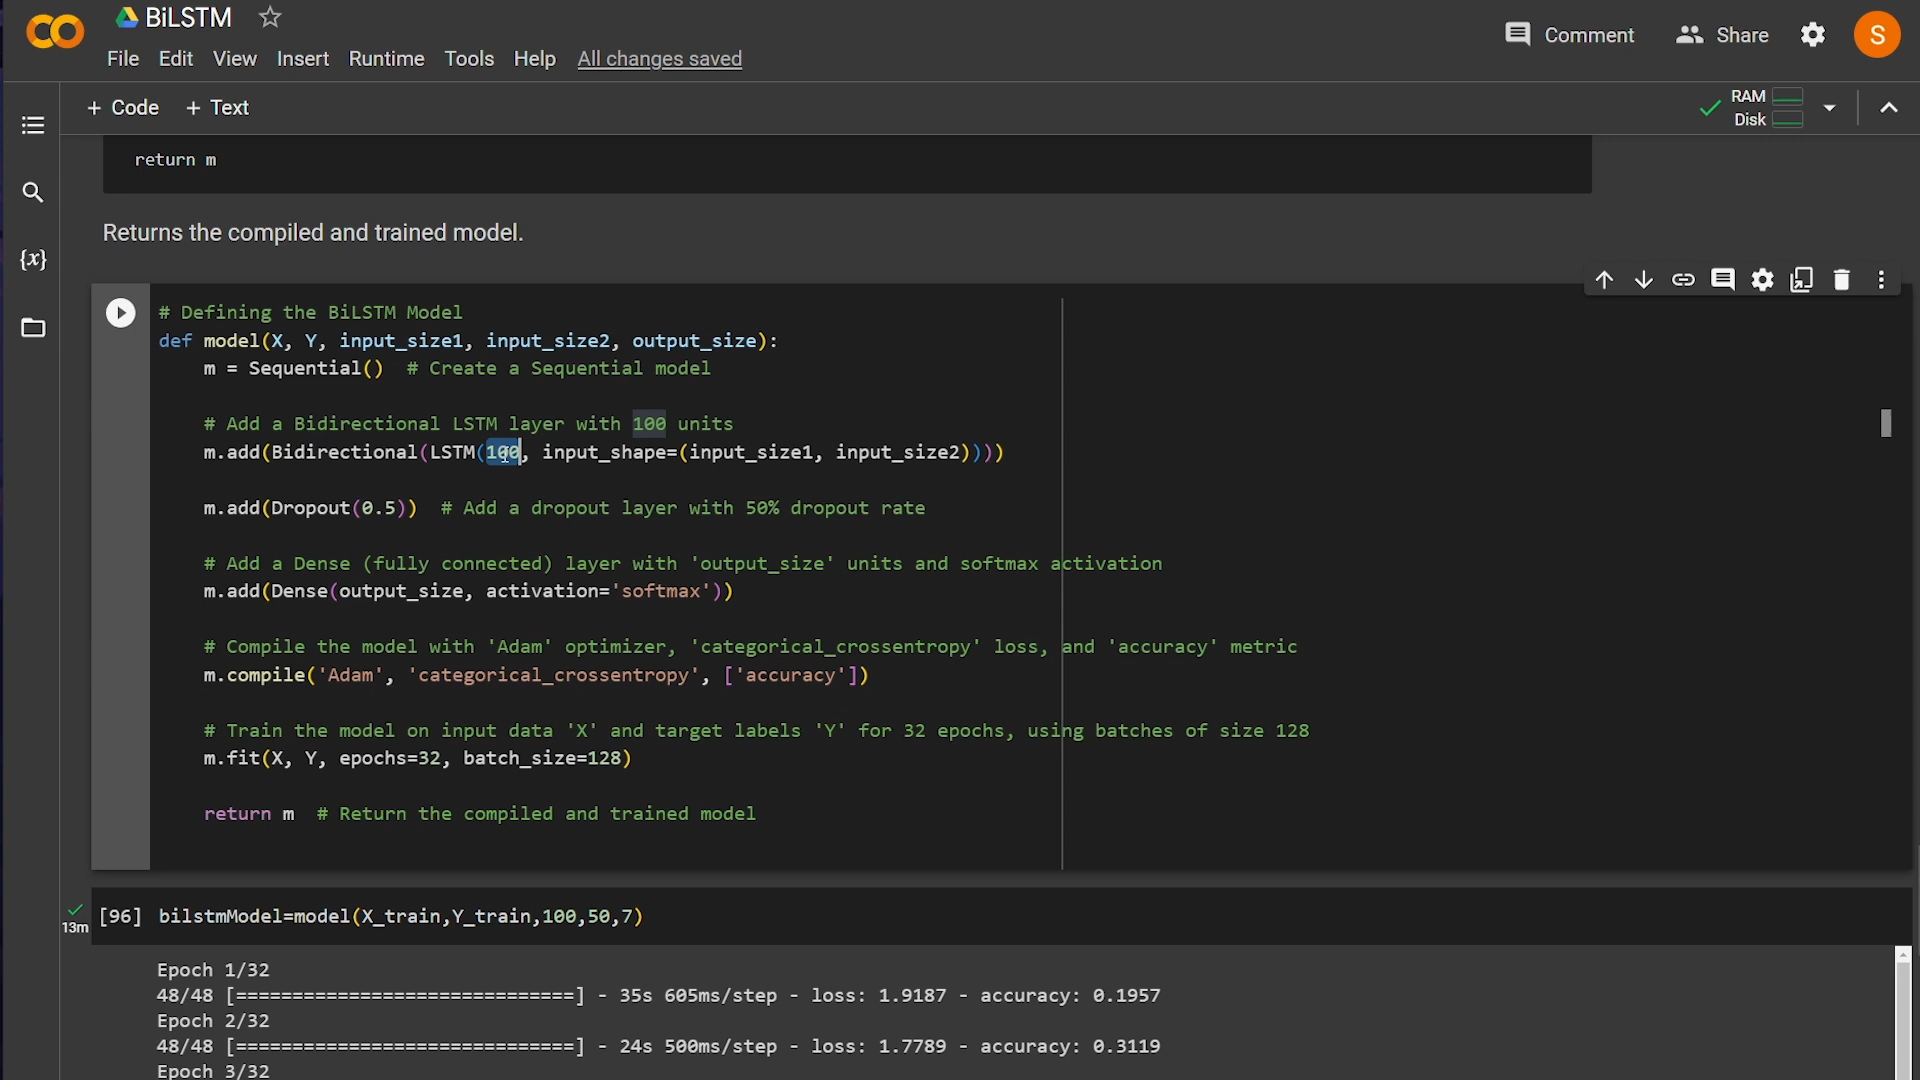 BiLSTM
Comment
Share
S
File Edit View Insert Runtime Tools Help All changes saved
+ Code + Text
RAM
Disk
return m
Returns the compiled and trained model.
{x}
# Defining the BiLSTM Model
def model(X, Y, input_size1, input_size2, output_size):
m = Sequential() # Create a Sequential model
# Add a Bidirectional LSTM layer with 100 units
m.add(Bidirectional(LSTM(100, input_shape=(input_size1, input_size2))))
m.add(Dropout(0.5)) # Add a dropout layer with 50% dropout rate
# Add a Dense (fully connected) layer with 'output_size' units and softmax activation
m.add(Dense(output_size, activation='softmax'))
# Compile the model with 'Adam' optimizer, 'categorical_crossentropy' loss, and 'accuracy' metric
m.compile('Adam', 'categorical_crossentropy', ['accuracy'])
# Train the model on input data 'X' and target labels 'Y' for 32 epochs, using batches of size 128
m.fit(X, Y, epochs=32, batch_size=128)
return m # Return the compiled and trained model
13m
[96] bilstmModel=model(X_train,Y_train,100,50,7)
Epoch 1/32
48/48 [==============================] - 35s 605ms/step - loss: 1.9187 - accuracy: 0.1957
Epoch 2/32
48/48 [==============================] - 24s 500ms/step - loss: 1.7789 - accuracy: 0.3119
Epoch 3/32